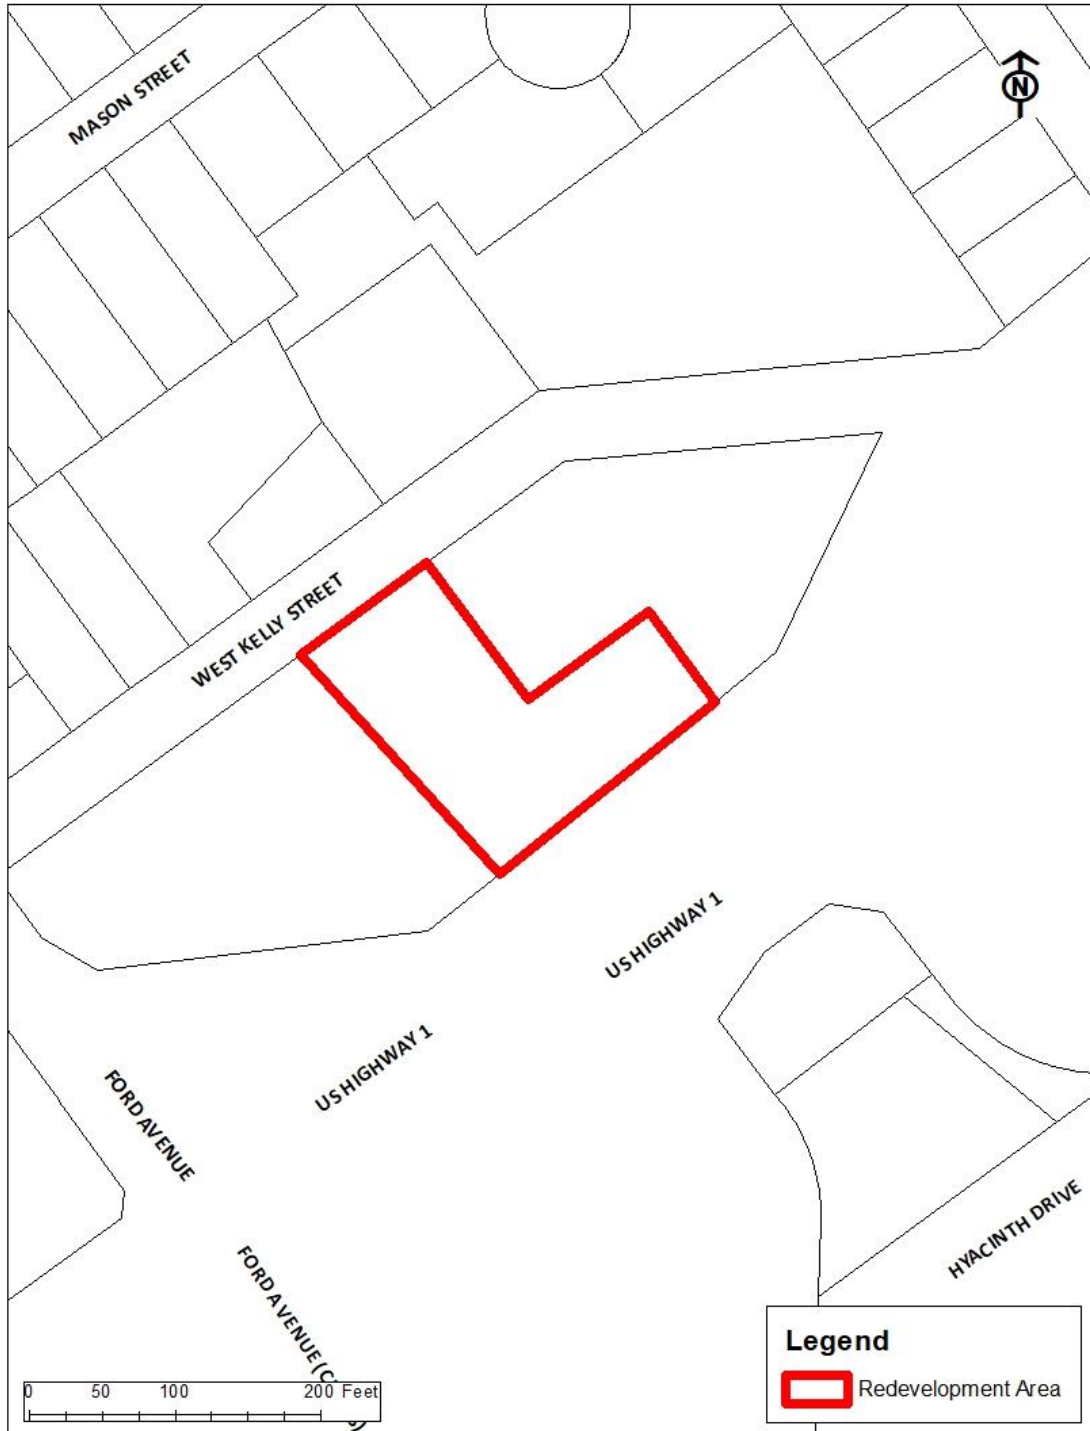 MASON STREET
N
WEST KELLY STREET
US HIGHWAY 1
US HIGHWAY 1
FORD AVENUE
HYACINTH DRIVE
FORD AVENUE
Legend
Redevelopment Area
0 50 100 200 Feet